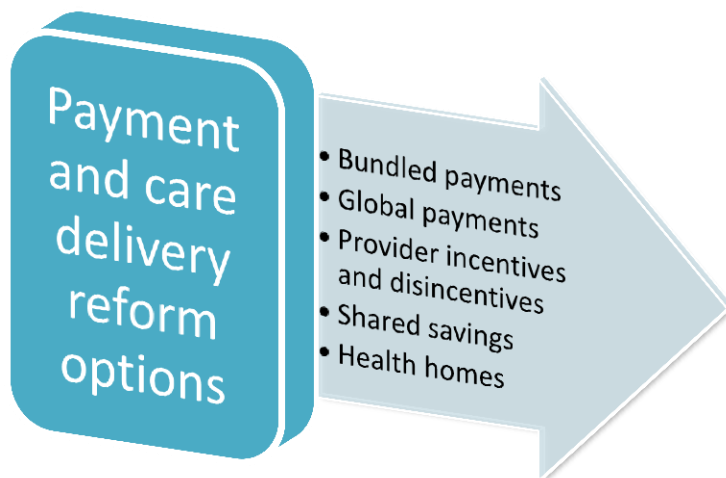 Payment
and care
delivery
reform
options
• Bundled payments
• Global payments
• Provider incentives
and disincentives
• Shared savings
• Health homes